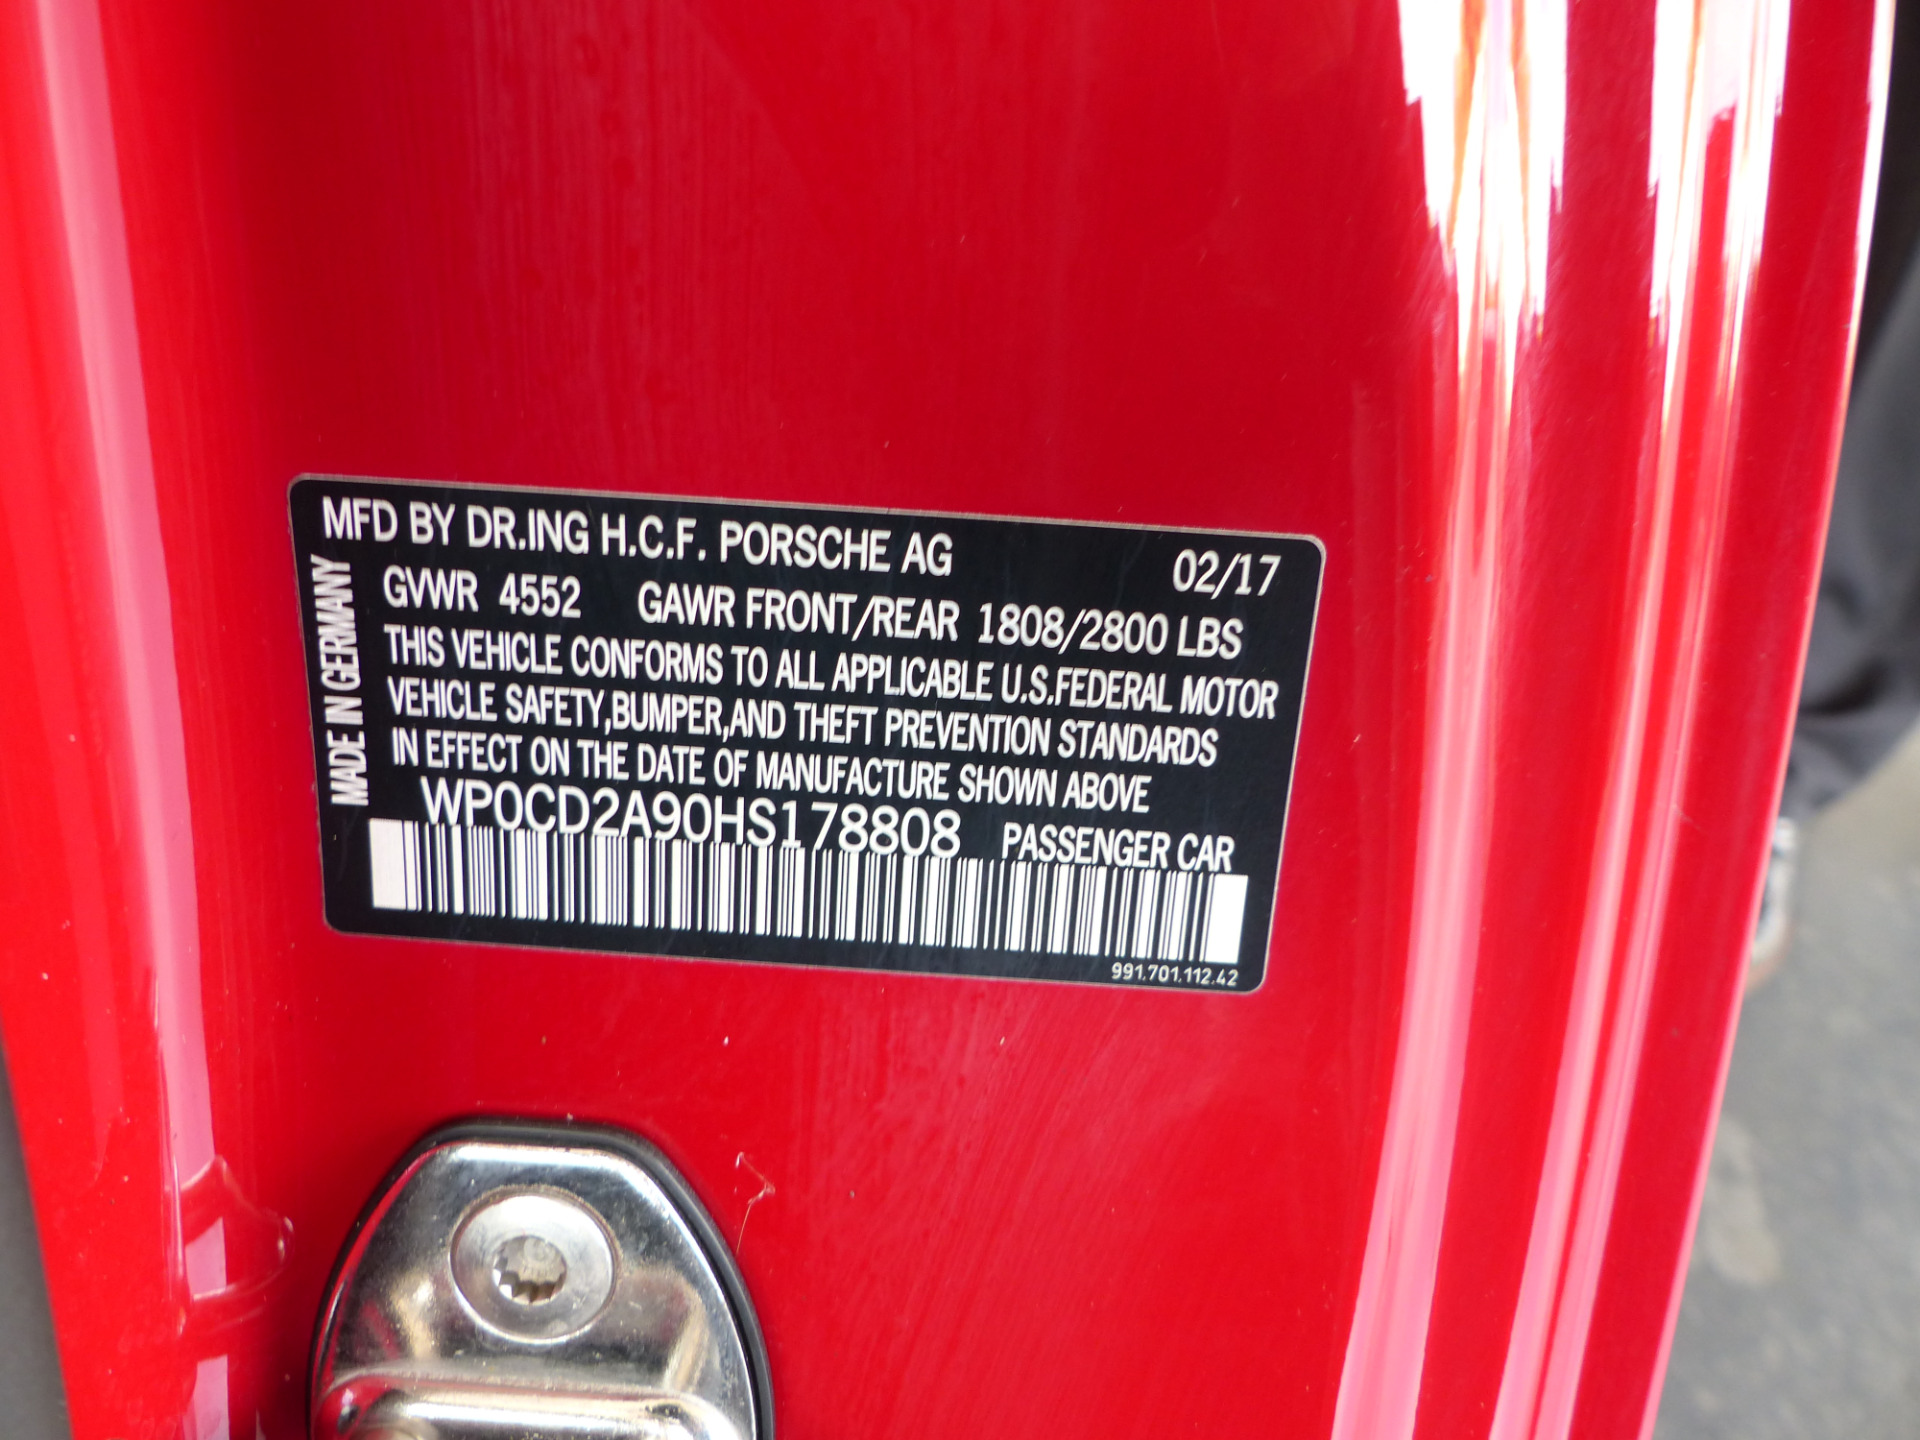 MFD BY DR.ING H.C.F. PORSCHE AG 02/17
GVWR 4552 GAWR FRONT/REAR 1808/2800 LBS
THIS VEHICLE CONFORMS TO ALL APPLICABLE U.S.FEDERAL MOTOR
VEHICLE SAFETY,BUMPER,AND THEFT PREVENTION STANDARDS
IN EFFECT ON THE DATE OF MANUFACTURE SHOWN ABOVE
WP0CD2A90HS178808 PASSENGER CAR
991.701.112.42
MADE IN GERMANY